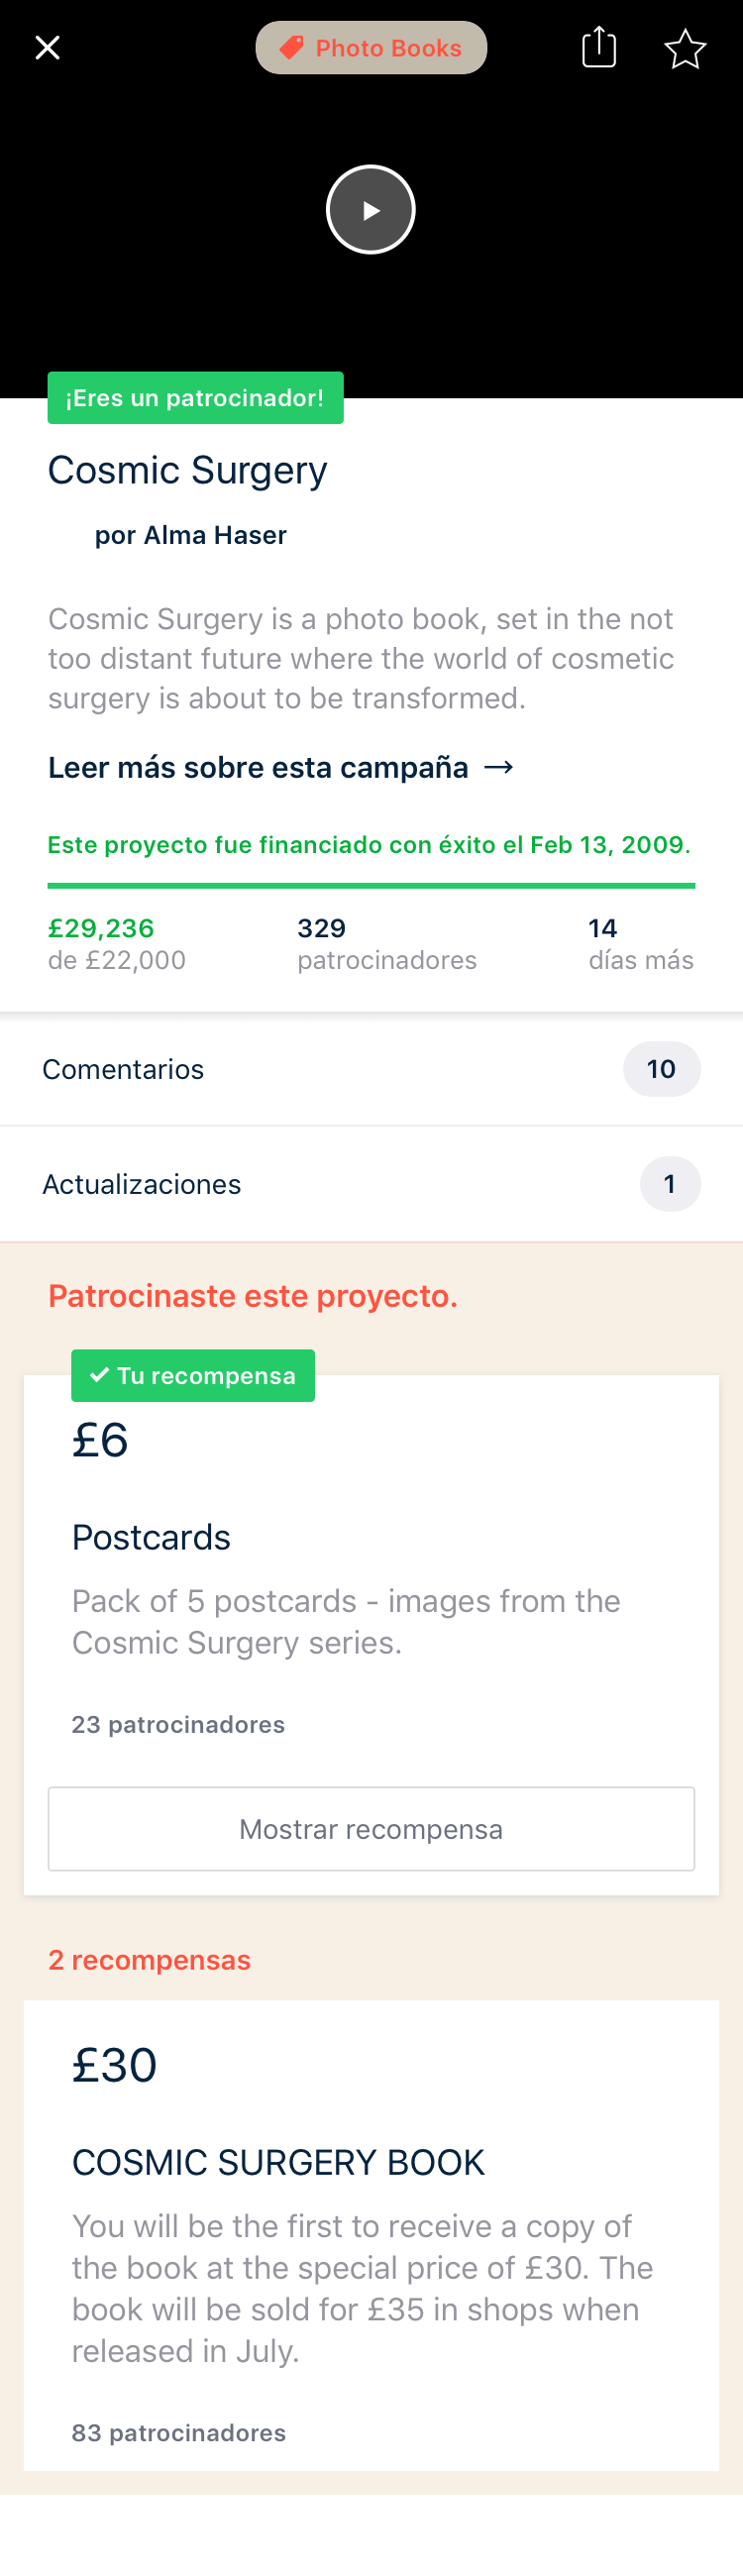 Photo Books
¡Eres un patrocinador!
Cosmic Surgery
por Alma Haser
Cosmic Surgery is a photo book, set in the not
too distant future where the world of cosmetic
surgery is about to be transformed.
Leer más sobre esta campaña →
Este proyecto fue financiado con éxito el Feb 13, 2009.
£29,236
de £22,000
329
patrocinadores
14
días más
Comentarios
10
Actualizaciones
1
Patrocinaste este proyecto.
✓ Tu recompensa
£6
Postcards
Pack of 5 postcards - images from the
Cosmic Surgery series.
23 patrocinadores
Mostrar recompensa
2 recompensas
£30
COSMIC SURGERY BOOK
You will be the first to receive a copy of
the book at the special price of £30. The
book will be sold for £35 in shops when
released in July.
83 patrocinadores